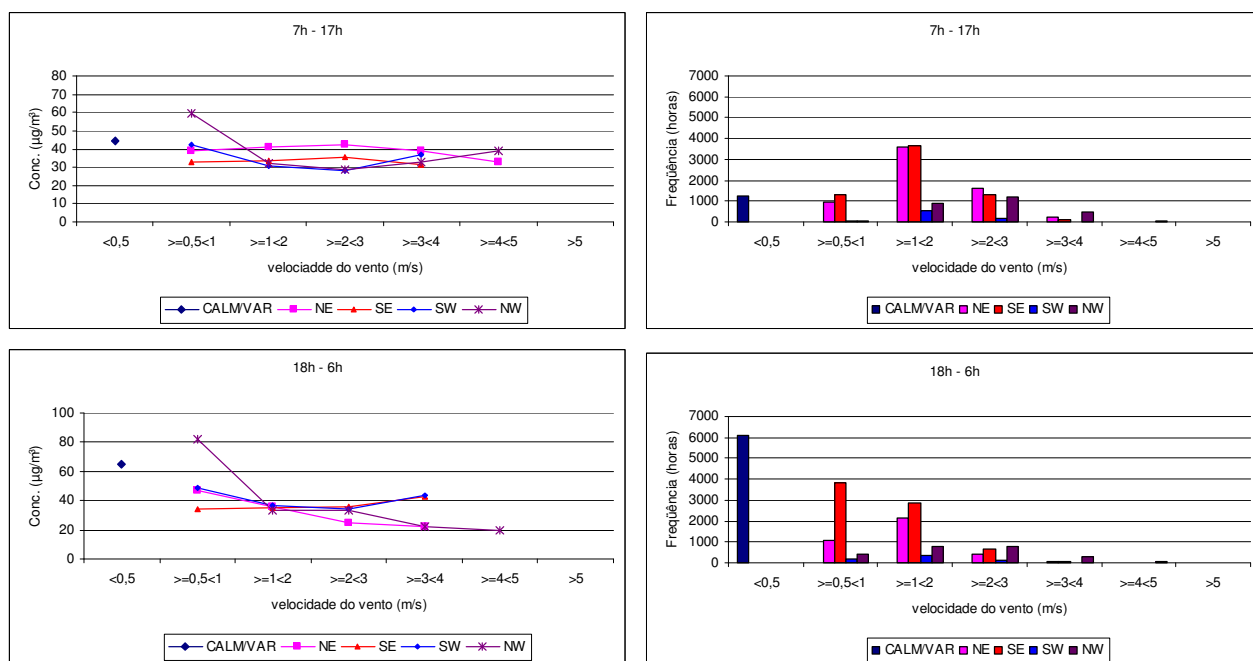 7h - 17h
80
70
60
50
40
30
20
10
0
Conc. (µg/m³)
<0,5 >=0,5<1 >=1<2 >=2<3 >=3<4 >=4<5 >5
velociadde do vento (m/s)
CALM/VAR NE SE SW NW
7h - 17h
7000
6000
5000
4000
3000
2000
1000
0
Freqüência (horas)
<0,5 >=0,5<1 >=1<2 >=2<3 >=3<4 >=4<5 >5
velocidade do vento (m/s)
CALM/VAR NE SE SW NW
18h - 6h
100
80
60
40
20
0
Conc. (µg/m³)
<0,5 >=0,5<1 >=1<2 >=2<3 >=3<4 >=4<5 >5
velocidade do vento (m/s)
CALM/VAR NE SE SW NW
18h - 6h
7000
6000
5000
4000
3000
2000
1000
0
Freqüência (horas)
<0,5 >=0,5<1 >=1<2 >=2<3 >=3<4 >=4<5 >5
velocidade do vento (m/s)
CALM/VAR NE SE SW NW